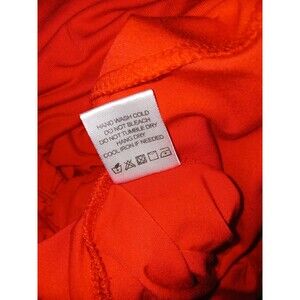 HAND WASH COLD
DO NOT BLEACH
DO NOT TUMBLE DRY
HANG DRY
COOL IRON IF NEEDED